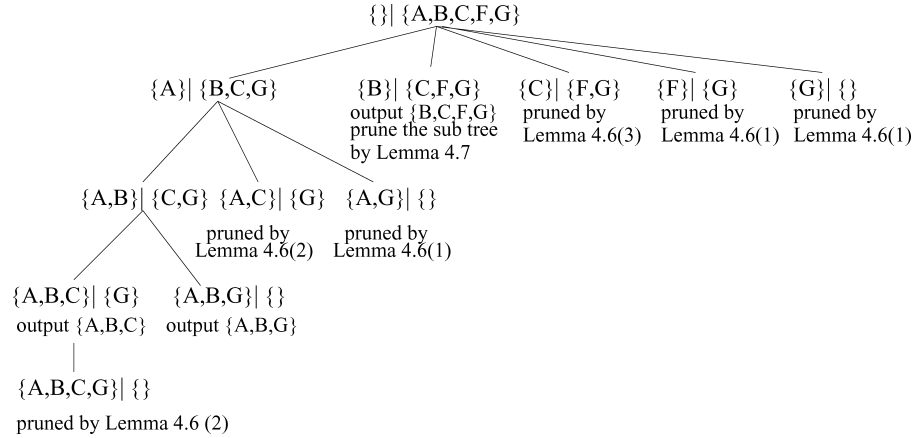 {}| {A,B,C,F,G}
{A}| {B,C,G}
{B}| {C,F,G}
output {B,C,F,G}
prune the sub tree
by Lemma 4.7
{C}| {F,G}
pruned by
Lemma 4.6(3)
{F}| {G}
pruned by
Lemma 4.6(1)
{G}| {}
pruned by
Lemma 4.6(1)
{A,B}| {C,G}
{A,C}| {G}
pruned by
Lemma 4.6(2)
{A,G}| {}
pruned by
Lemma 4.6(1)
{A,B,C}| {G}
output {A,B,C}
{A,B,G}| {}
output {A,B,G}
{A,B,C,G}| {}
pruned by Lemma 4.6 (2)